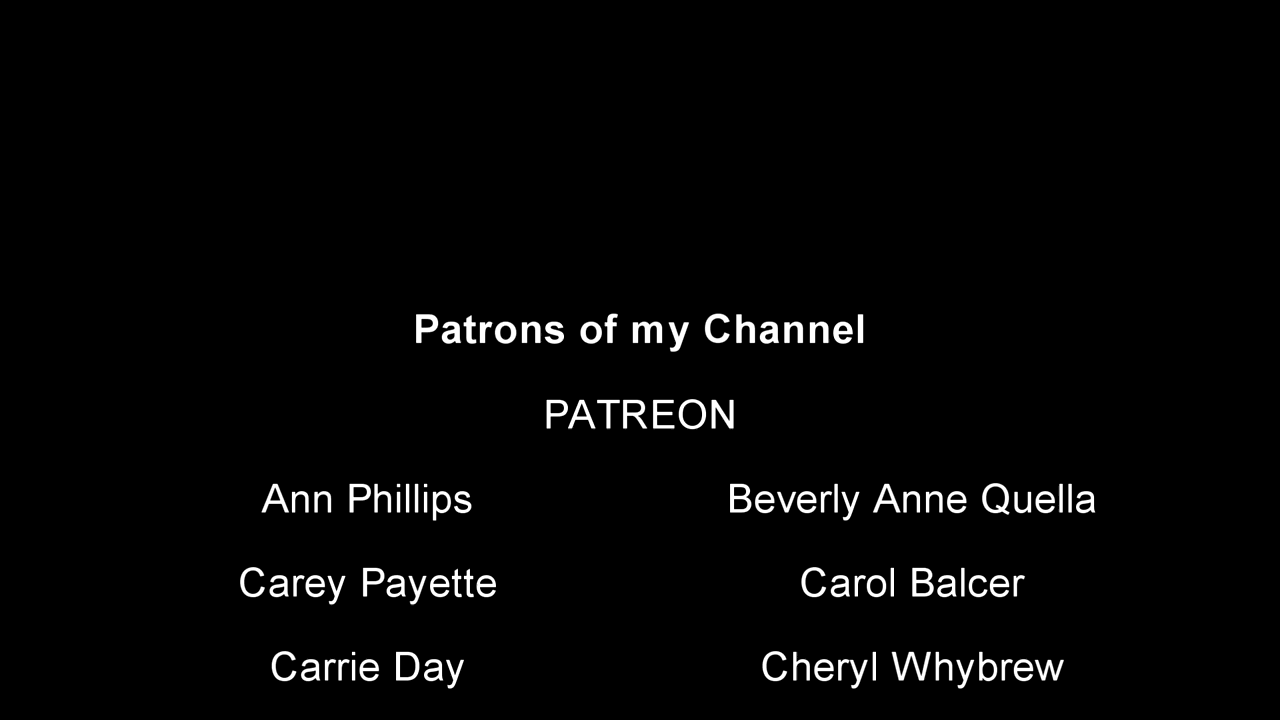 Patrons of my Channel
PATREON
Ann Phillips Beverly Anne Quella
Carey Payette Carol Balcer
Carrie Day Cheryl Whybrew